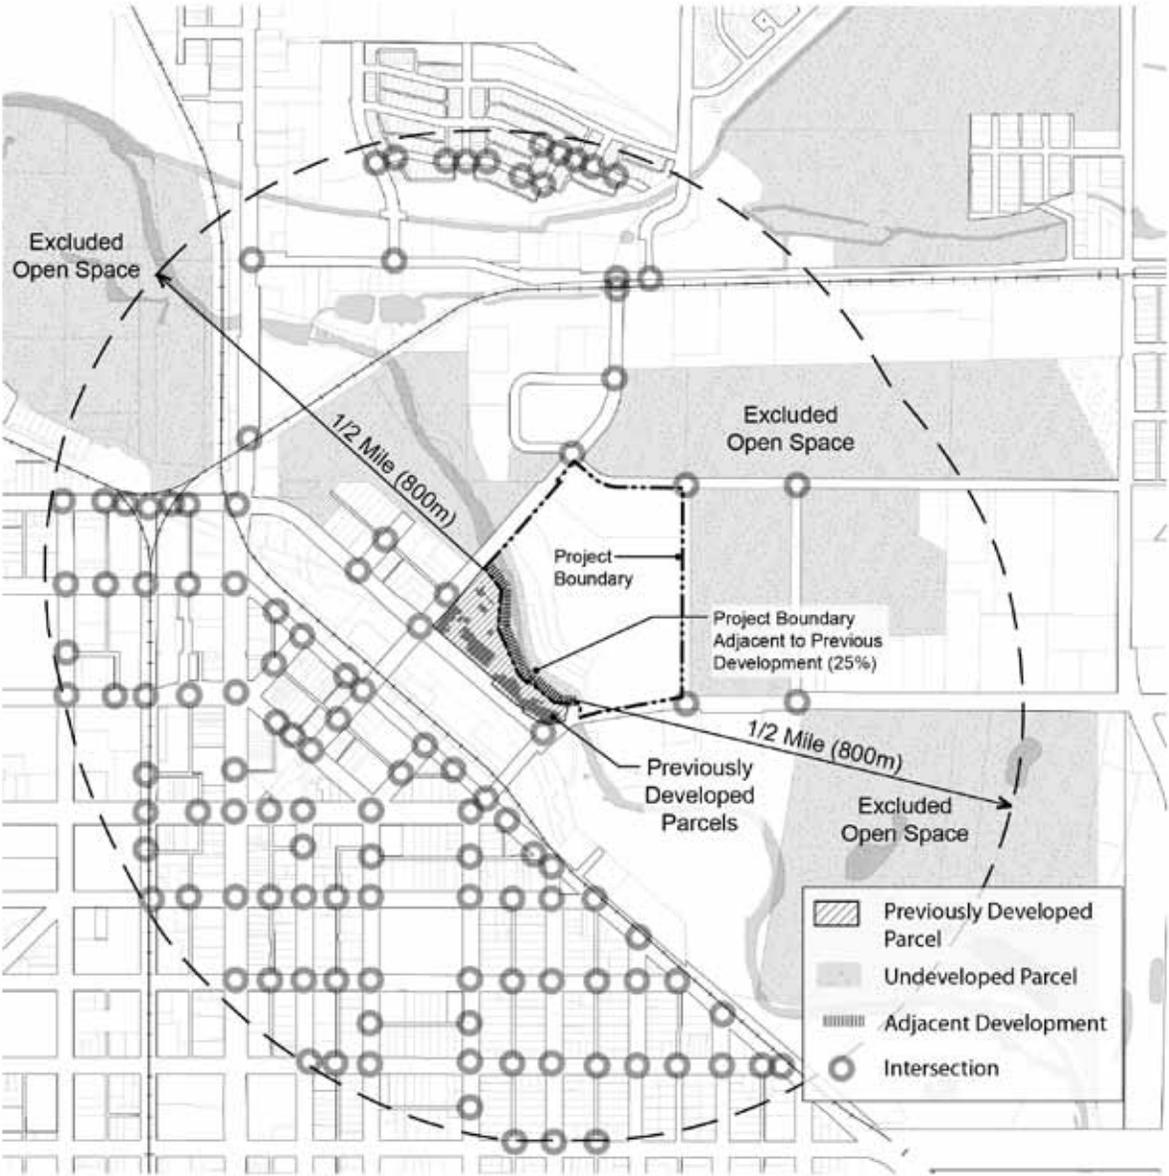 Excluded
Open Space
1/2 Mile (800m)
Excluded
Open Space
Project
Boundary
Project Boundary
Adjacent to Previous
Development (25%)
1/2 Mile (800m)
Previously
Developed
Parcels
Excluded
Open Space
Previously Developed
Parcel
Undeveloped Parcel
Adjacent Development
Intersection